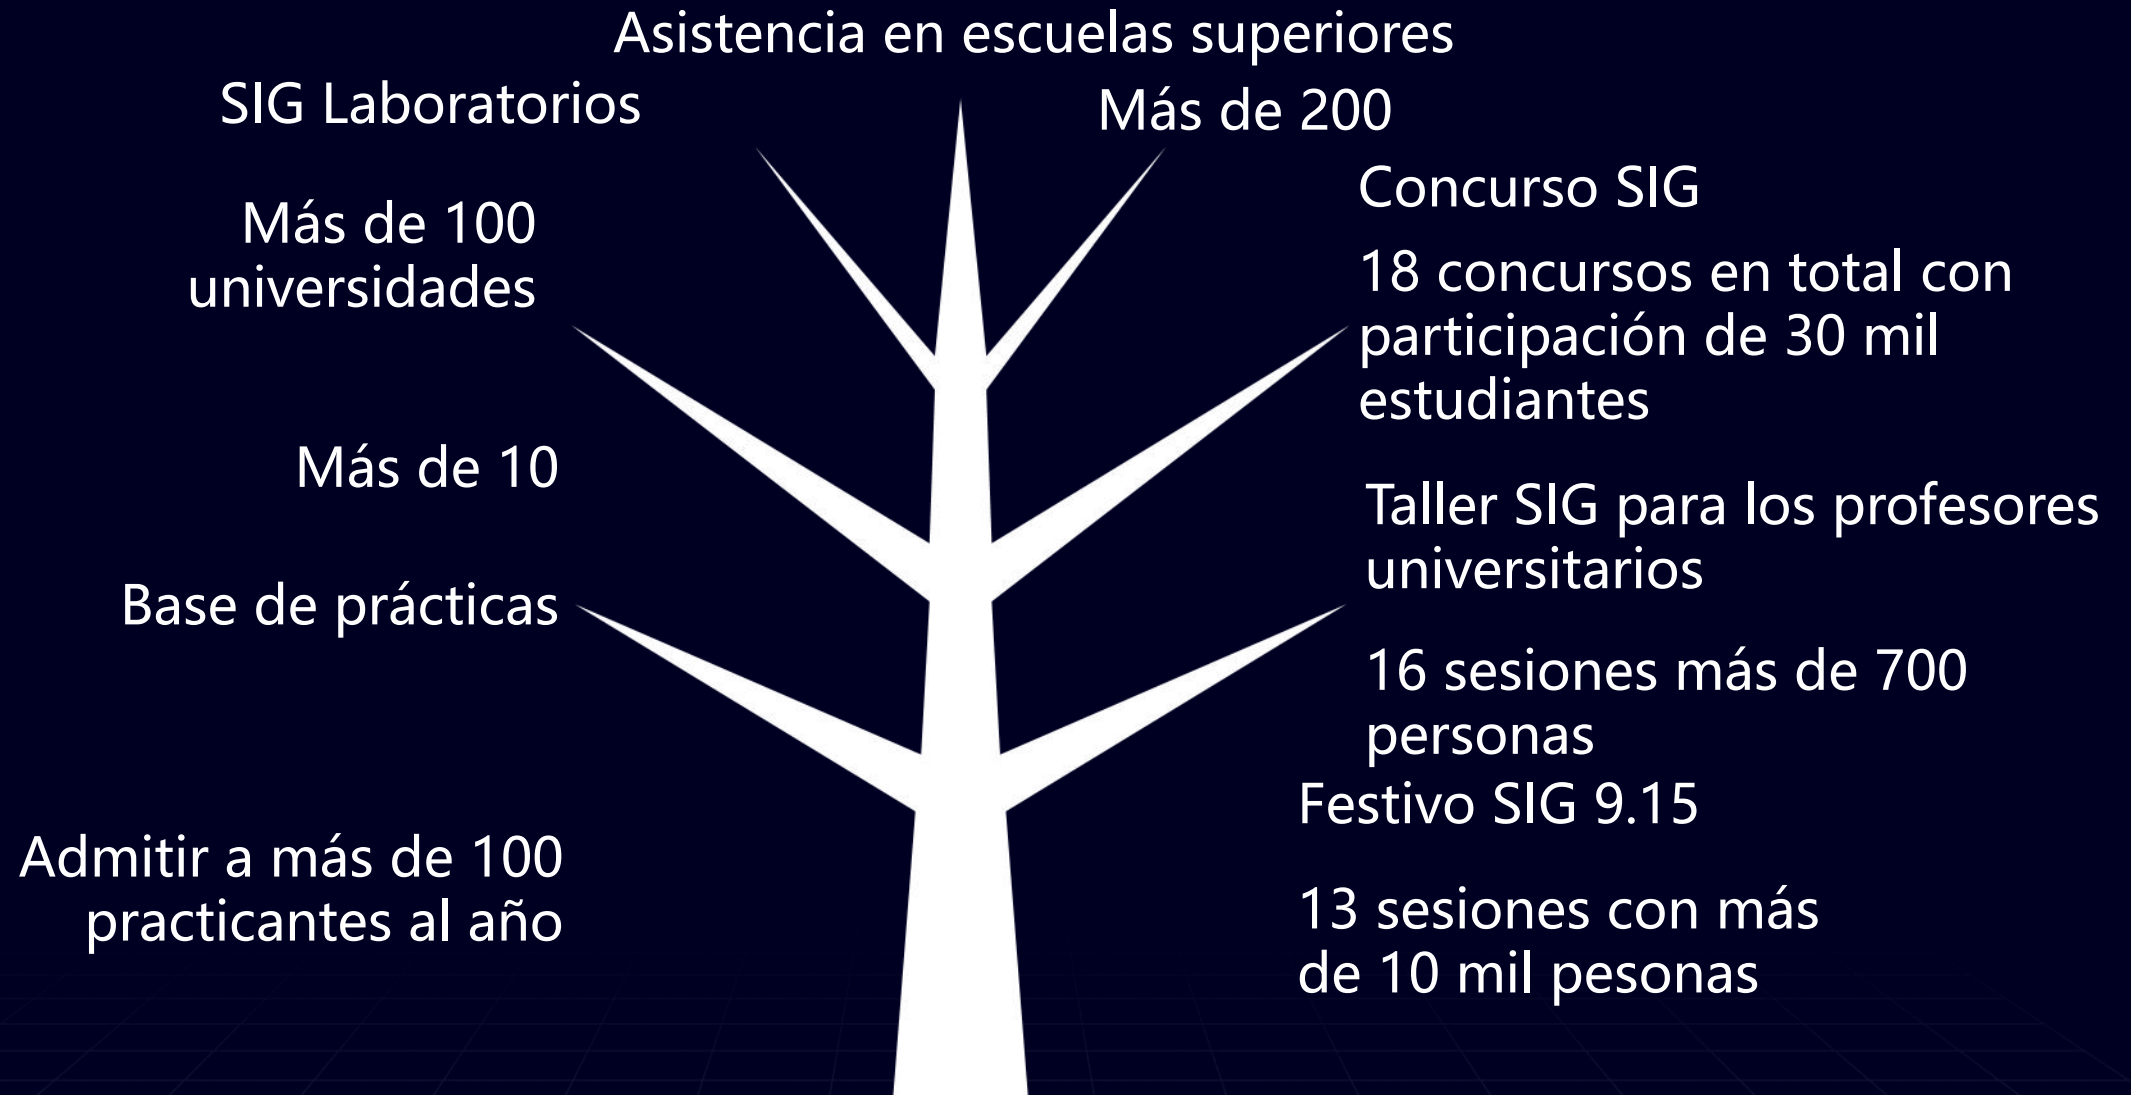 Asistencia en escuelas superiores
Más de 200
SIG Laboratorios
Más de 100
universidades
Más de 10
Base de prácticas
Admitir a más de 100
practicantes al año
Concurso SIG
18 concursos en total con
participación de 30 mil
estudiantes
Taller SIG para los profesores
universitarios
16 sesiones más de 700
personas
Festivo SIG 9.15
13 sesiones con más
de 10 mil pesonas